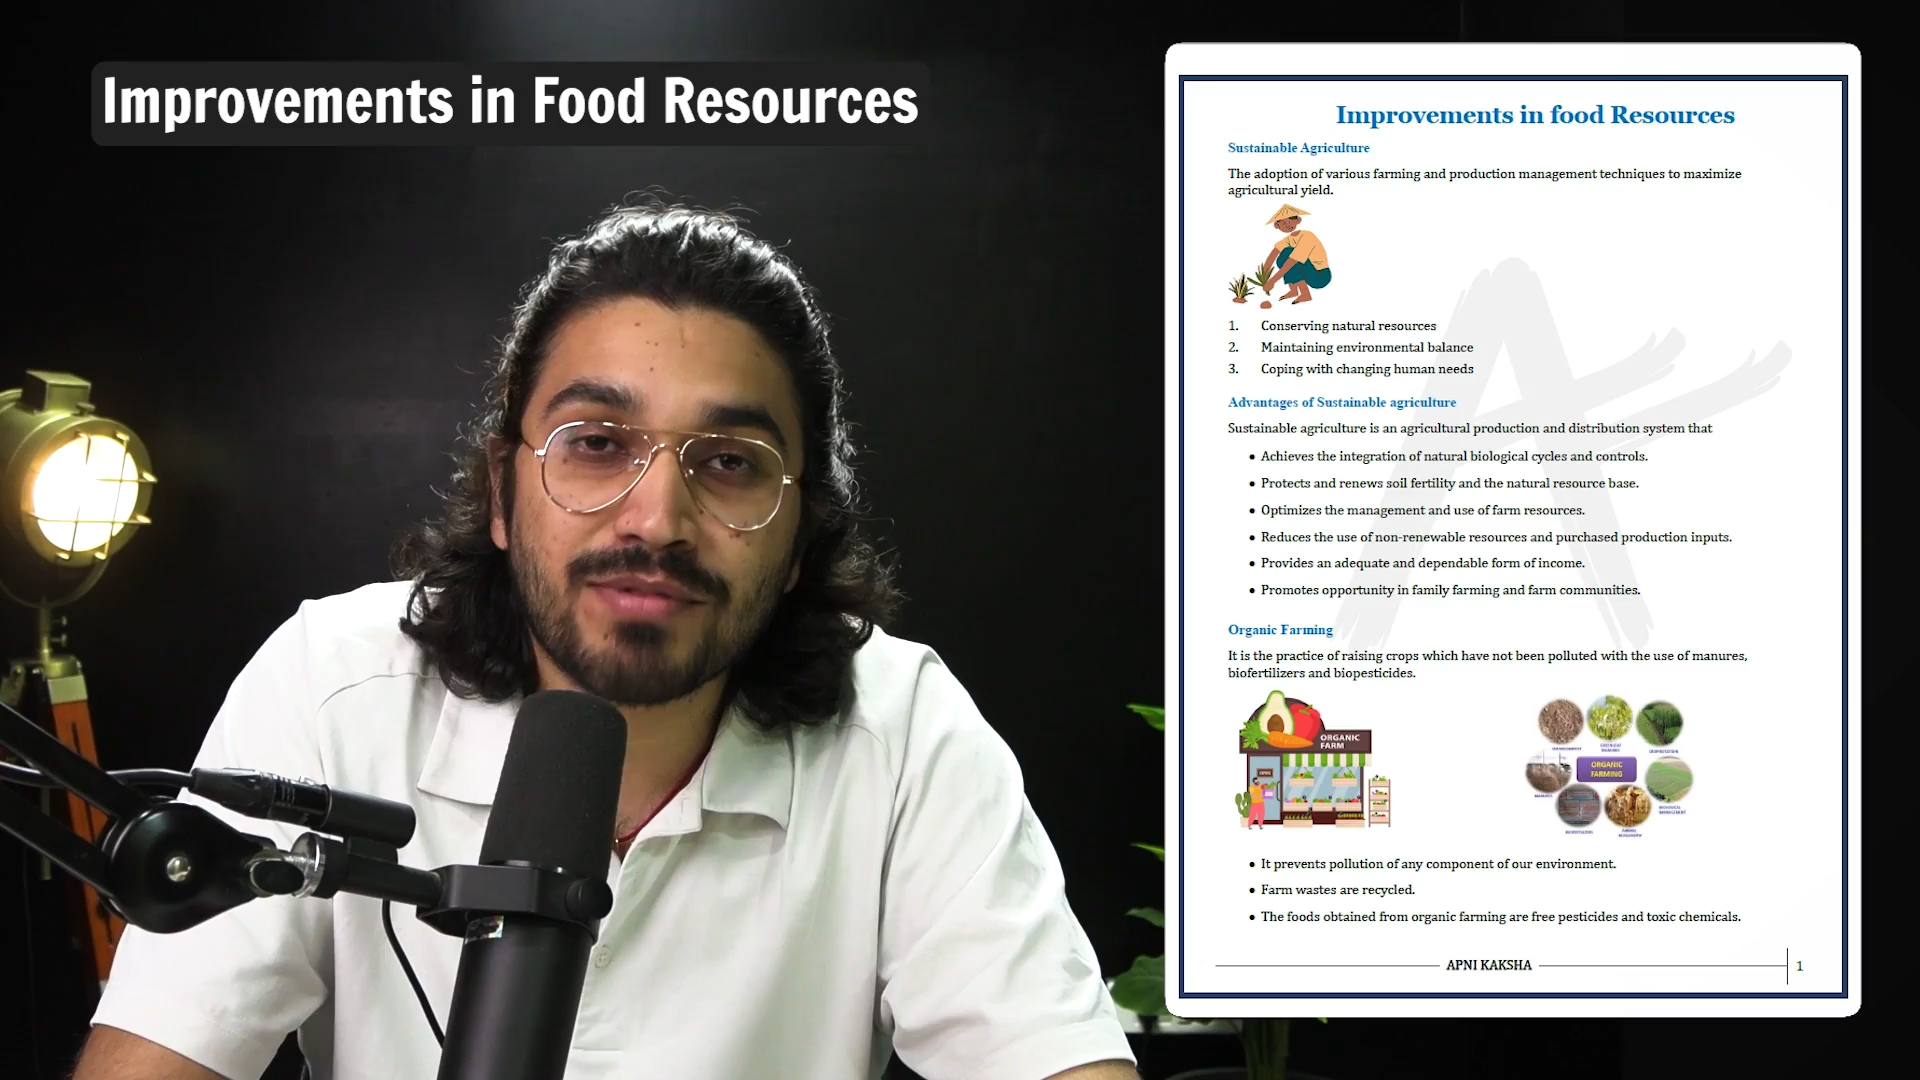 Improvements in Food Resources
Improvements in food Resources
Sustainable Agriculture
The adoption of various farming and production management techniques to maximize
agricultural yield.
1. Conserving natural resources
2. Maintaining environmental balance
3. Coping with changing human needs
Advantages of Sustainable agriculture
Sustainable agriculture is an agricultural production and distribution system that
• Achieves the integration of natural biological cycles and controls.
• Protects and renews soil fertility and the natural resource base.
• Optimizes the management and use of farm resources.
• Reduces the use of non-renewable resources and purchased production inputs.
• Provides an adequate and dependable form of income.
• Promotes opportunity in family farming and farm communities.
Organic Farming
It is the practice of raising crops which have not been polluted with the use of manures,
biofertilizers and biopesticides.
ORGANIC
FARM
ORGANIC
FARMING
• It prevents pollution of any component of our environment.
• Farm wastes are recycled.
• The foods obtained from organic farming are free pesticides and toxic chemicals.
APNI KAKSHA
1